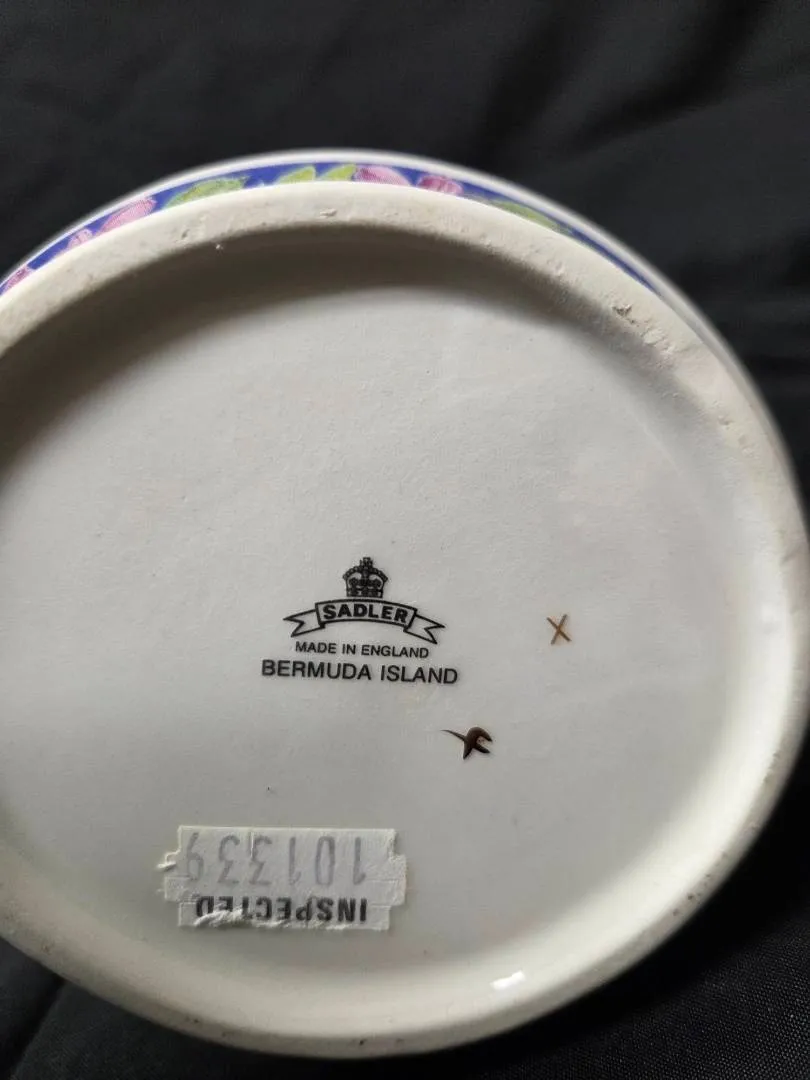 SADLER
MADE IN ENGLAND
BERMUDA ISLAND
X
INSPECTED
101339